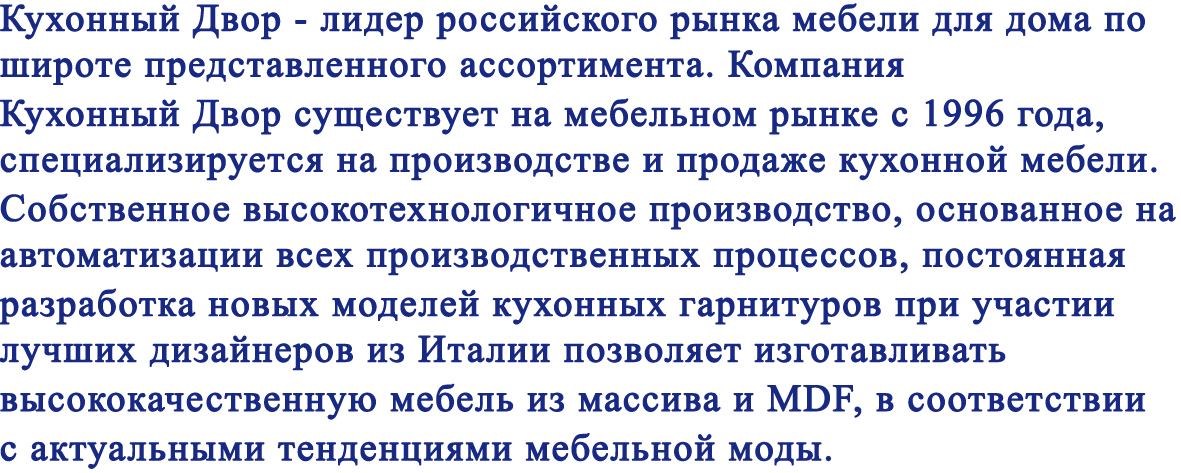 Кухонный Двор - лидер российского рынка мебели для дома по
широте представленного ассортимента. Компания
Кухонный Двор существует на мебельном рынке с 1996 года,
специализируется на производстве и продаже кухонной мебели.
Собственное высокотехнологичное производство, основанное на
автоматизации всех производственных процессов, постоянная
разработка новых моделей кухонных гарнитуров при участии
лучших дизайнеров из Италии позволяет изготавливать
высококачественную мебель из массива и MDF, в соответствии
с актуальными тенденциями мебельной моды.